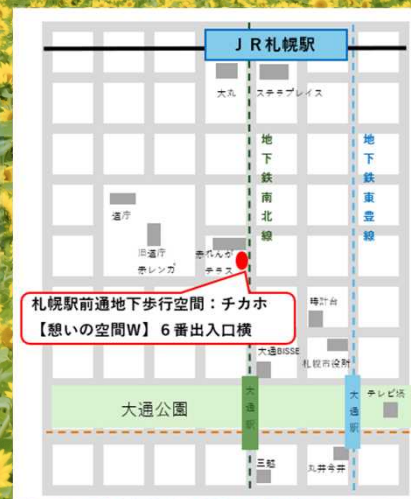 JR札幌駅
大丸
ステラプレイス
地下鉄南北線
地下鉄東豊線
道庁
旧道庁
赤レンガ
赤れんが
テラス
札幌駅前通地下歩行空間：チカホ
【憩いの空間W】６番出入口横
時計台
大通BISSE
札幌市役所
大通公園
大通駅
大通駅
テレビ塔
三越
丸井今井